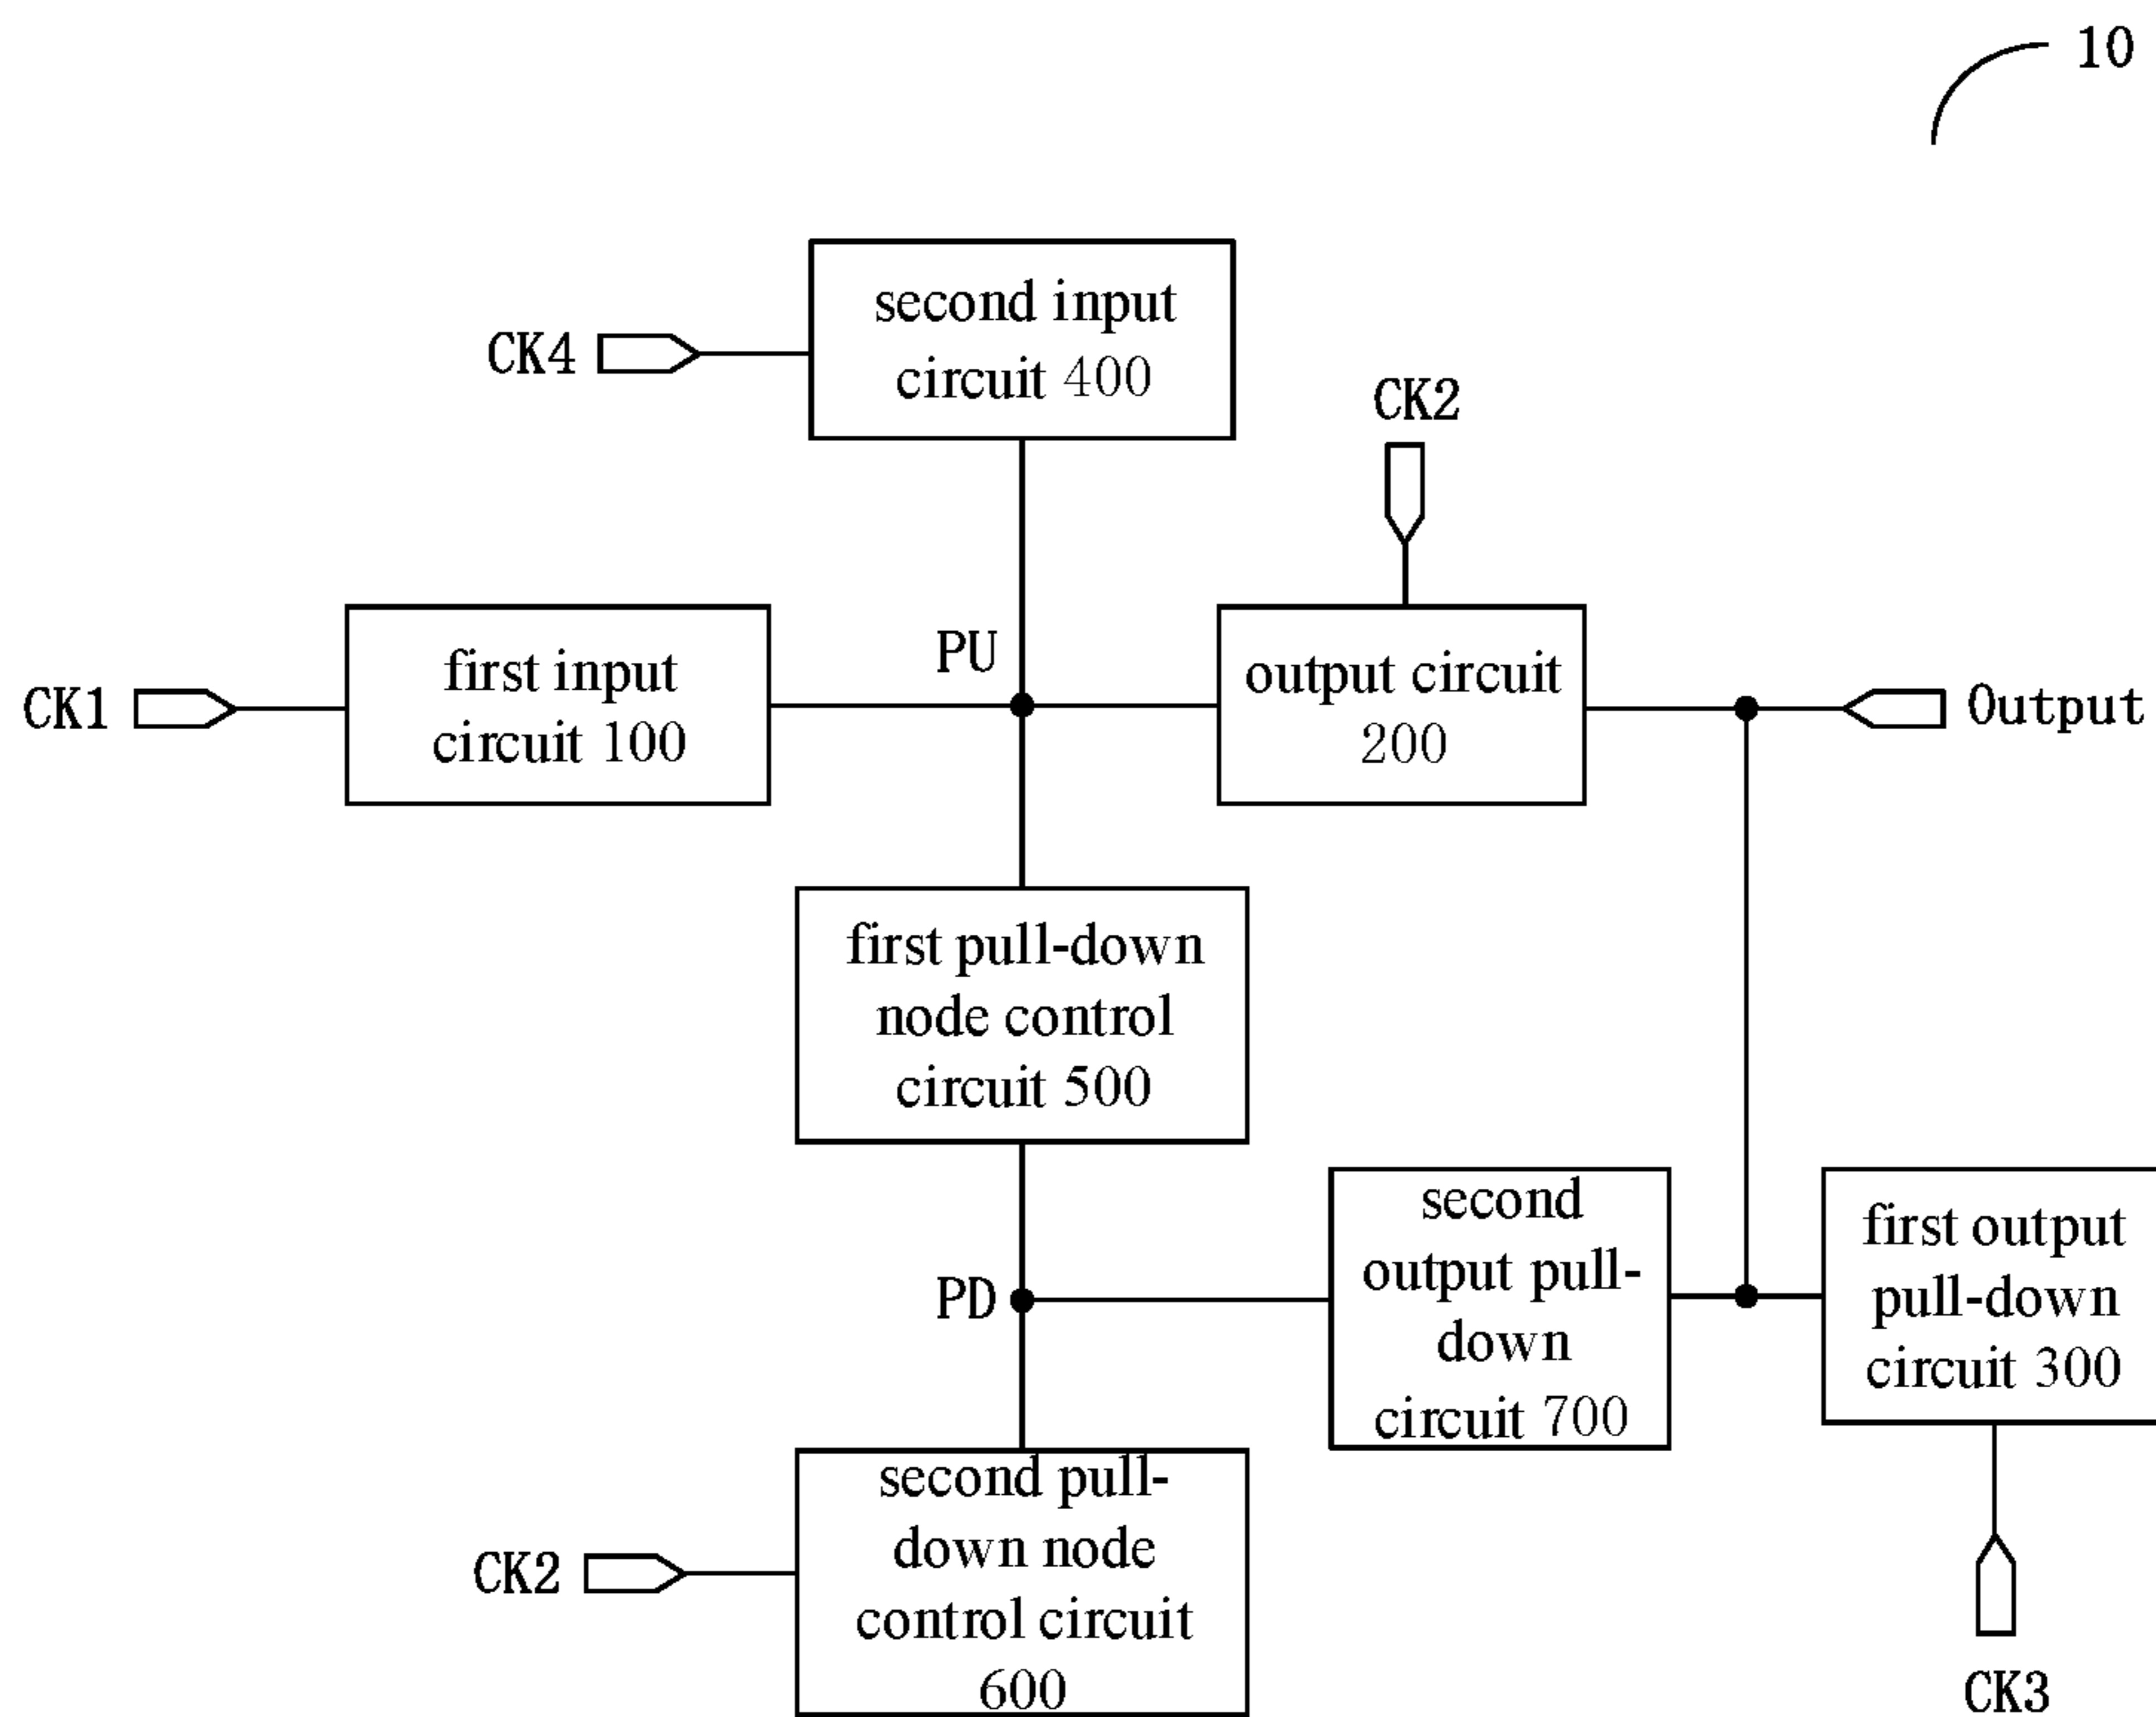 10
second input
circuit 400
CK4
CK2
first input
circuit 100
CK1
PU
output circuit
200
Output
first pull-down
node control
circuit 500
second
output pull-
down
circuit 700
first output
pull-down
circuit 300
PD
second pull-
down node
control circuit
600
CK2
CK3